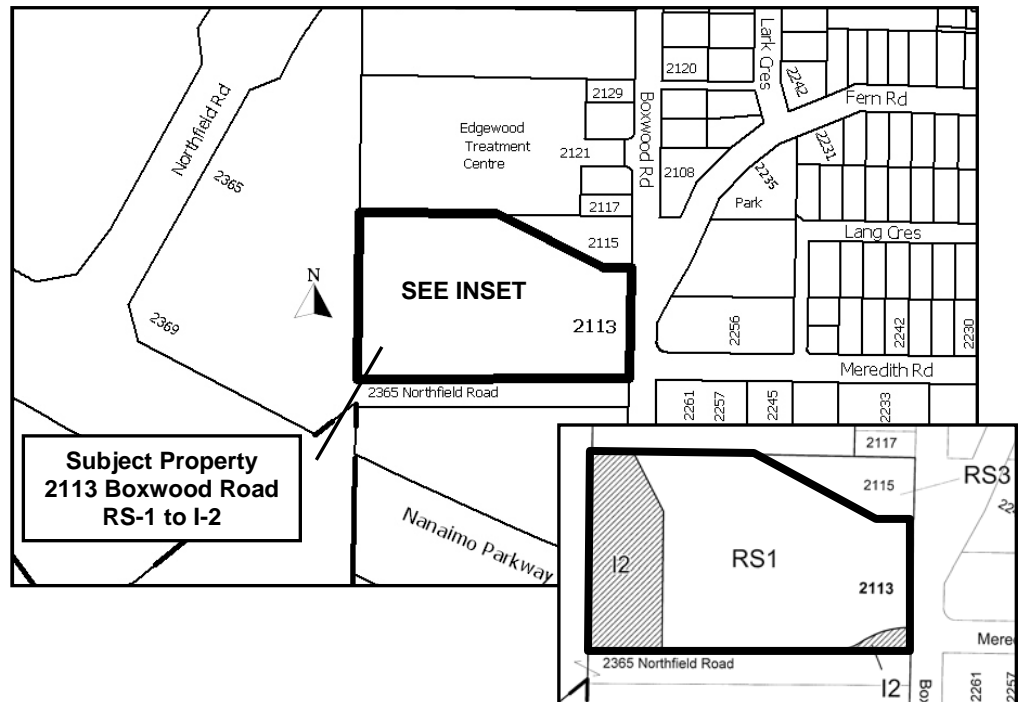 Northfield Rd
2365
2369
2129
Edgewood
Treatment
Centre
2121
2117
2115
Boxwood Rd
2120
2108
Lark Cres
2242
Fern Rd
2231
2235
Park
Lang Cres
N
SEE INSET
2113
2256
2242
2230
Meredith Rd
2365 Northfield Road
2261
2257
2245
2233
Subject Property
2113 Boxwood Road
RS-1 to I-2
Nanaimo Parkway
2117
2115
RS3
I2
RS1
2113
2365 Northfield Road
I2
2261
2257